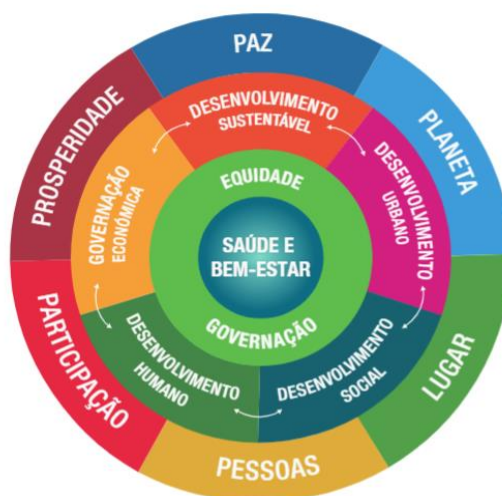 PAZ
PLANETA
LUGAR
PESSOAS
PARTICIPAÇÃO
PROSPERIDADE
DESENVOLVIMENTO
SUSTENTÁVEL
DESENVOLVIMENTO
URBANO
DESENVOLVIMENTO
SOCIAL
DESENVOLVIMENTO
HUMANO
GOVERNAÇÃO
ECONÓMICA
EQUIDADE
SAÚDE E
BEM-ESTAR
GOVERNAÇÃO